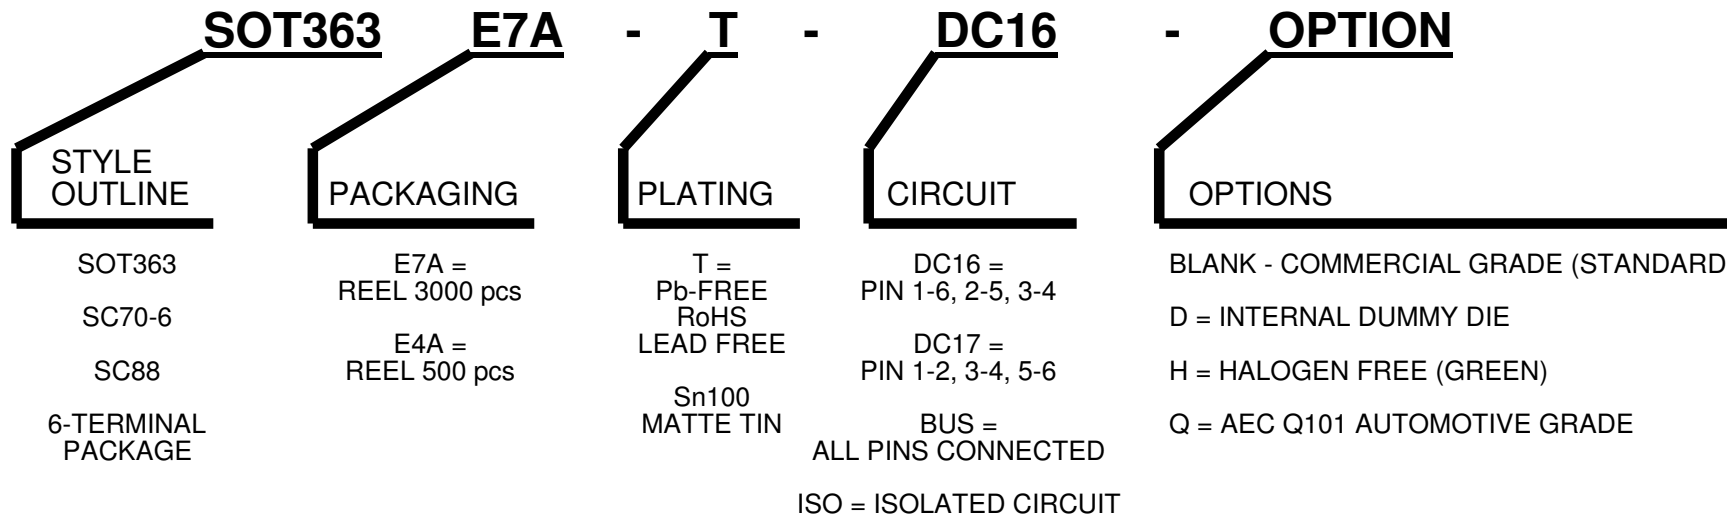 SOT363 E7A - T - DC16 - OPTION
STYLE
OUTLINE
SOT363
SC70-6
SC88
6-TERMINAL
PACKAGE
PACKAGING
E7A =
REEL 3000 pcs
E4A =
REEL 500 pcs
PLATING
T =
Pb-FREE
RoHS
LEAD FREE
Sn100
MATTE TIN
CIRCUIT
DC16 =
PIN 1-6, 2-5, 3-4
DC17 =
PIN 1-2, 3-4, 5-6
BUS =
ALL PINS CONNECTED
ISO = ISOLATED CIRCUIT
OPTIONS
BLANK - COMMERCIAL GRADE (STANDARD
D = INTERNAL DUMMY DIE
H = HALOGEN FREE (GREEN)
Q = AEC Q101 AUTOMOTIVE GRADE